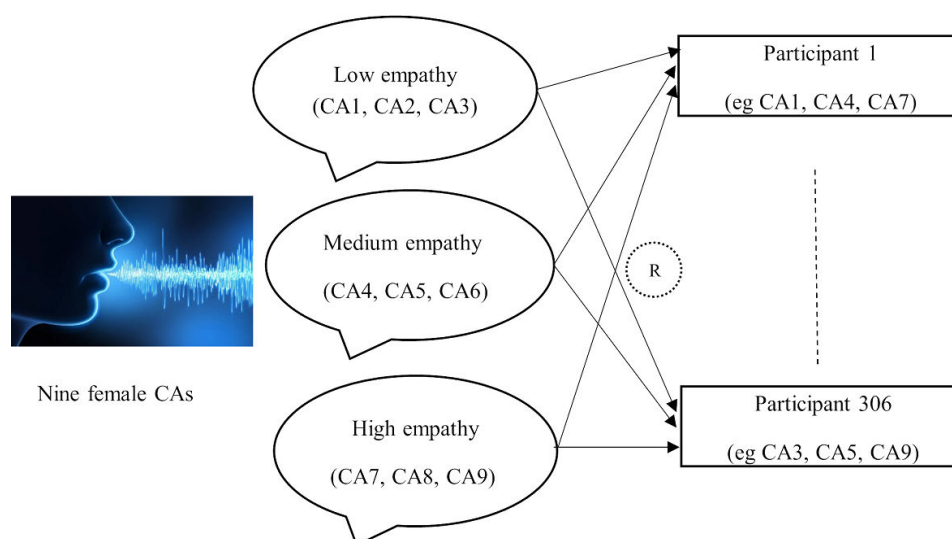 Low empathy
(CA1, CA2, CA3)
Medium empathy
(CA4, CA5, CA6)
High empathy
(CA7, CA8, CA9)
Nine female CAs
R
Participant 1
(eg CA1, CA4, CA7)
Participant 306
(eg CA3, CA5, CA9)